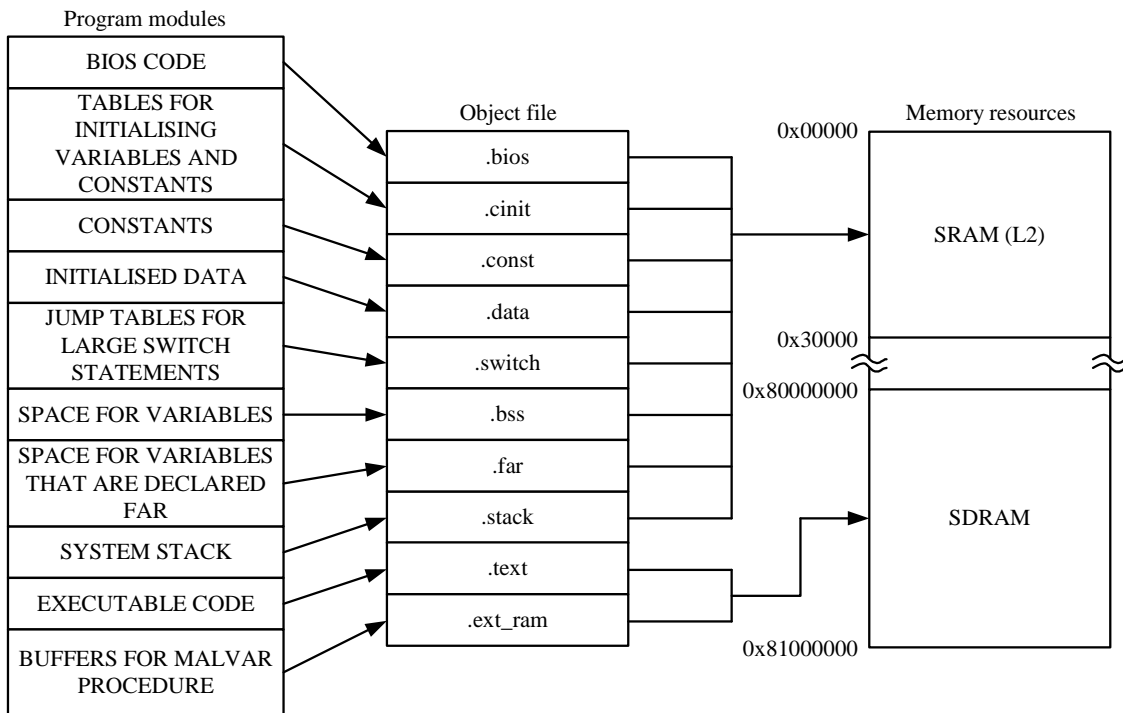 Program modules
BIOS CODE
TABLES FOR
INITIALISING
VARIABLES AND
CONSTANTS
CONSTANTS
INITIALISED DATA
JUMP TABLES FOR
LARGE SWITCH
STATEMENTS
SPACE FOR VARIABLES
SPACE FOR VARIABLES
THAT ARE DECLARED
FAR
SYSTEM STACK
EXECUTABLE CODE
BUFFERS FOR MALVAR
PROCEDURE
Object file
.bios
.cinit
.const
.data
.switch
.bss
.far
.stack
.text
.ext_ram
Memory resources
0x00000
SRAM (L2)
0x30000
0x80000000
SDRAM
0x81000000